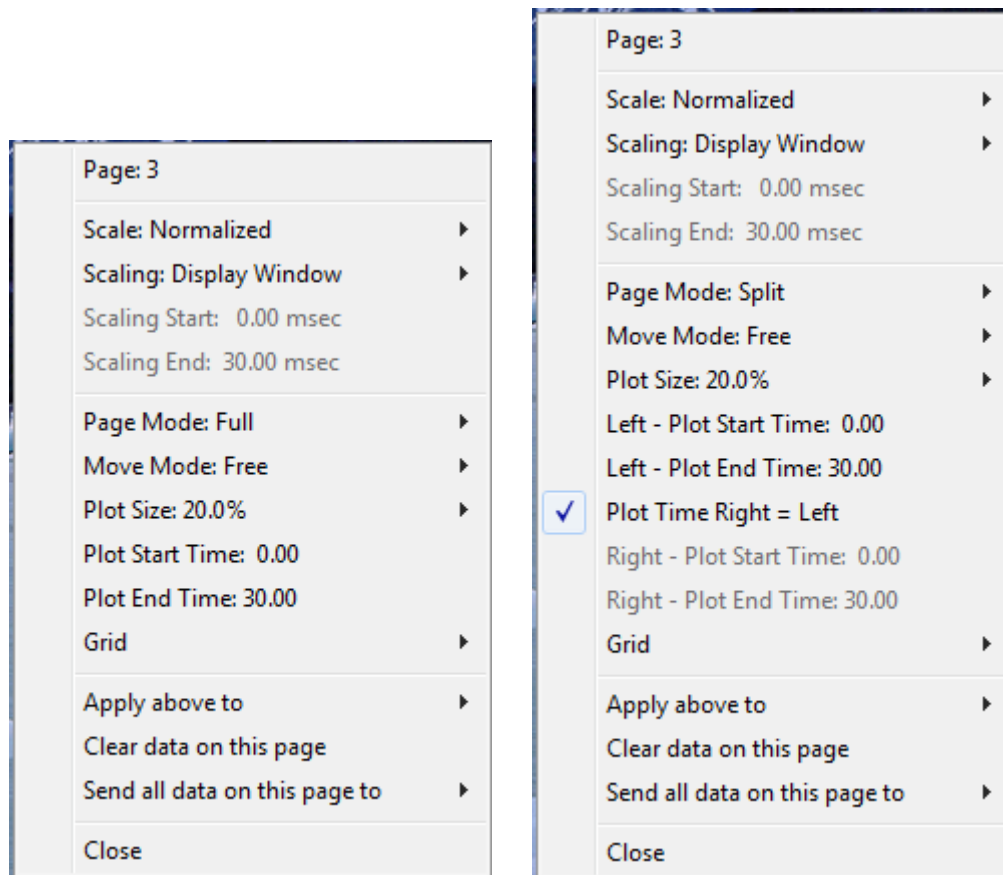 Page: 3
Scale: Normalized
Scaling: Display Window
Scaling Start: 0.00 msec
Scaling End: 30.00 msec
Page Mode: Full
Move Mode: Free
Plot Size: 20.0%
Plot Start Time: 0.00
Plot End Time: 30.00
Grid
Apply above to
Clear data on this page
Send all data on this page to
Close
Page: 3
Scale: Normalized
Scaling: Display Window
Scaling Start: 0.00 msec
Scaling End: 30.00 msec
Page Mode: Split
Move Mode: Free
Plot Size: 20.0%
Left - Plot Start Time: 0.00
Left - Plot End Time: 30.00
Plot Time Right = Left
Right - Plot Start Time: 0.00
Right - Plot End Time: 30.00
Grid
Apply above to
Clear data on this page
Send all data on this page to
Close